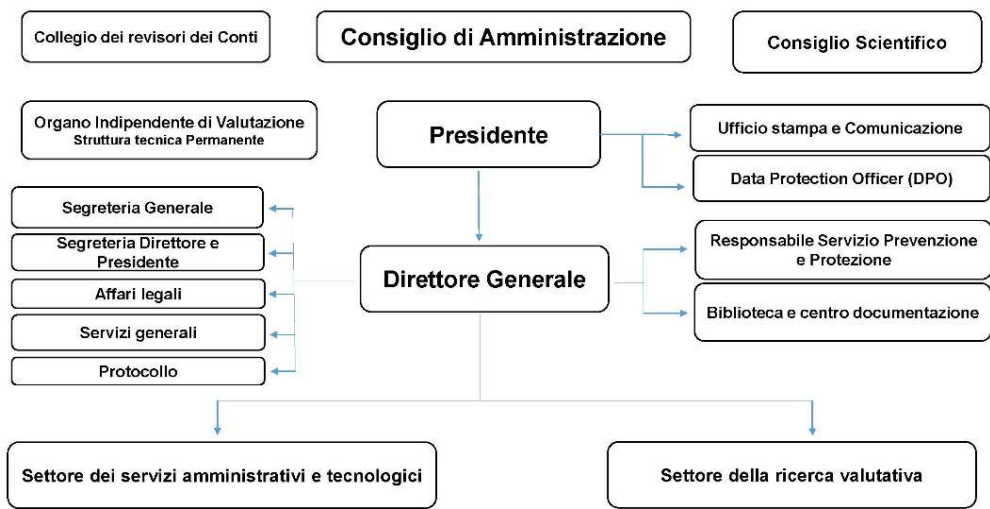 Collegio dei revisori dei Conti
Consiglio di Amministrazione
Consiglio Scientifico
Organo Indipendente di Valutazione
Struttura tecnica Permanente
Presidente
Ufficio stampa e Comunicazione
Data Protection Officer (DPO)
Segreteria Generale
Segreteria Direttore e
Presidente
Affari legali
Servizi generali
Protocollo
Direttore Generale
Responsabile Servizio Prevenzione
e Protezione
Biblioteca e centro documentazione
Settore dei servizi amministrativi e tecnologici
Settore della ricerca valutativa